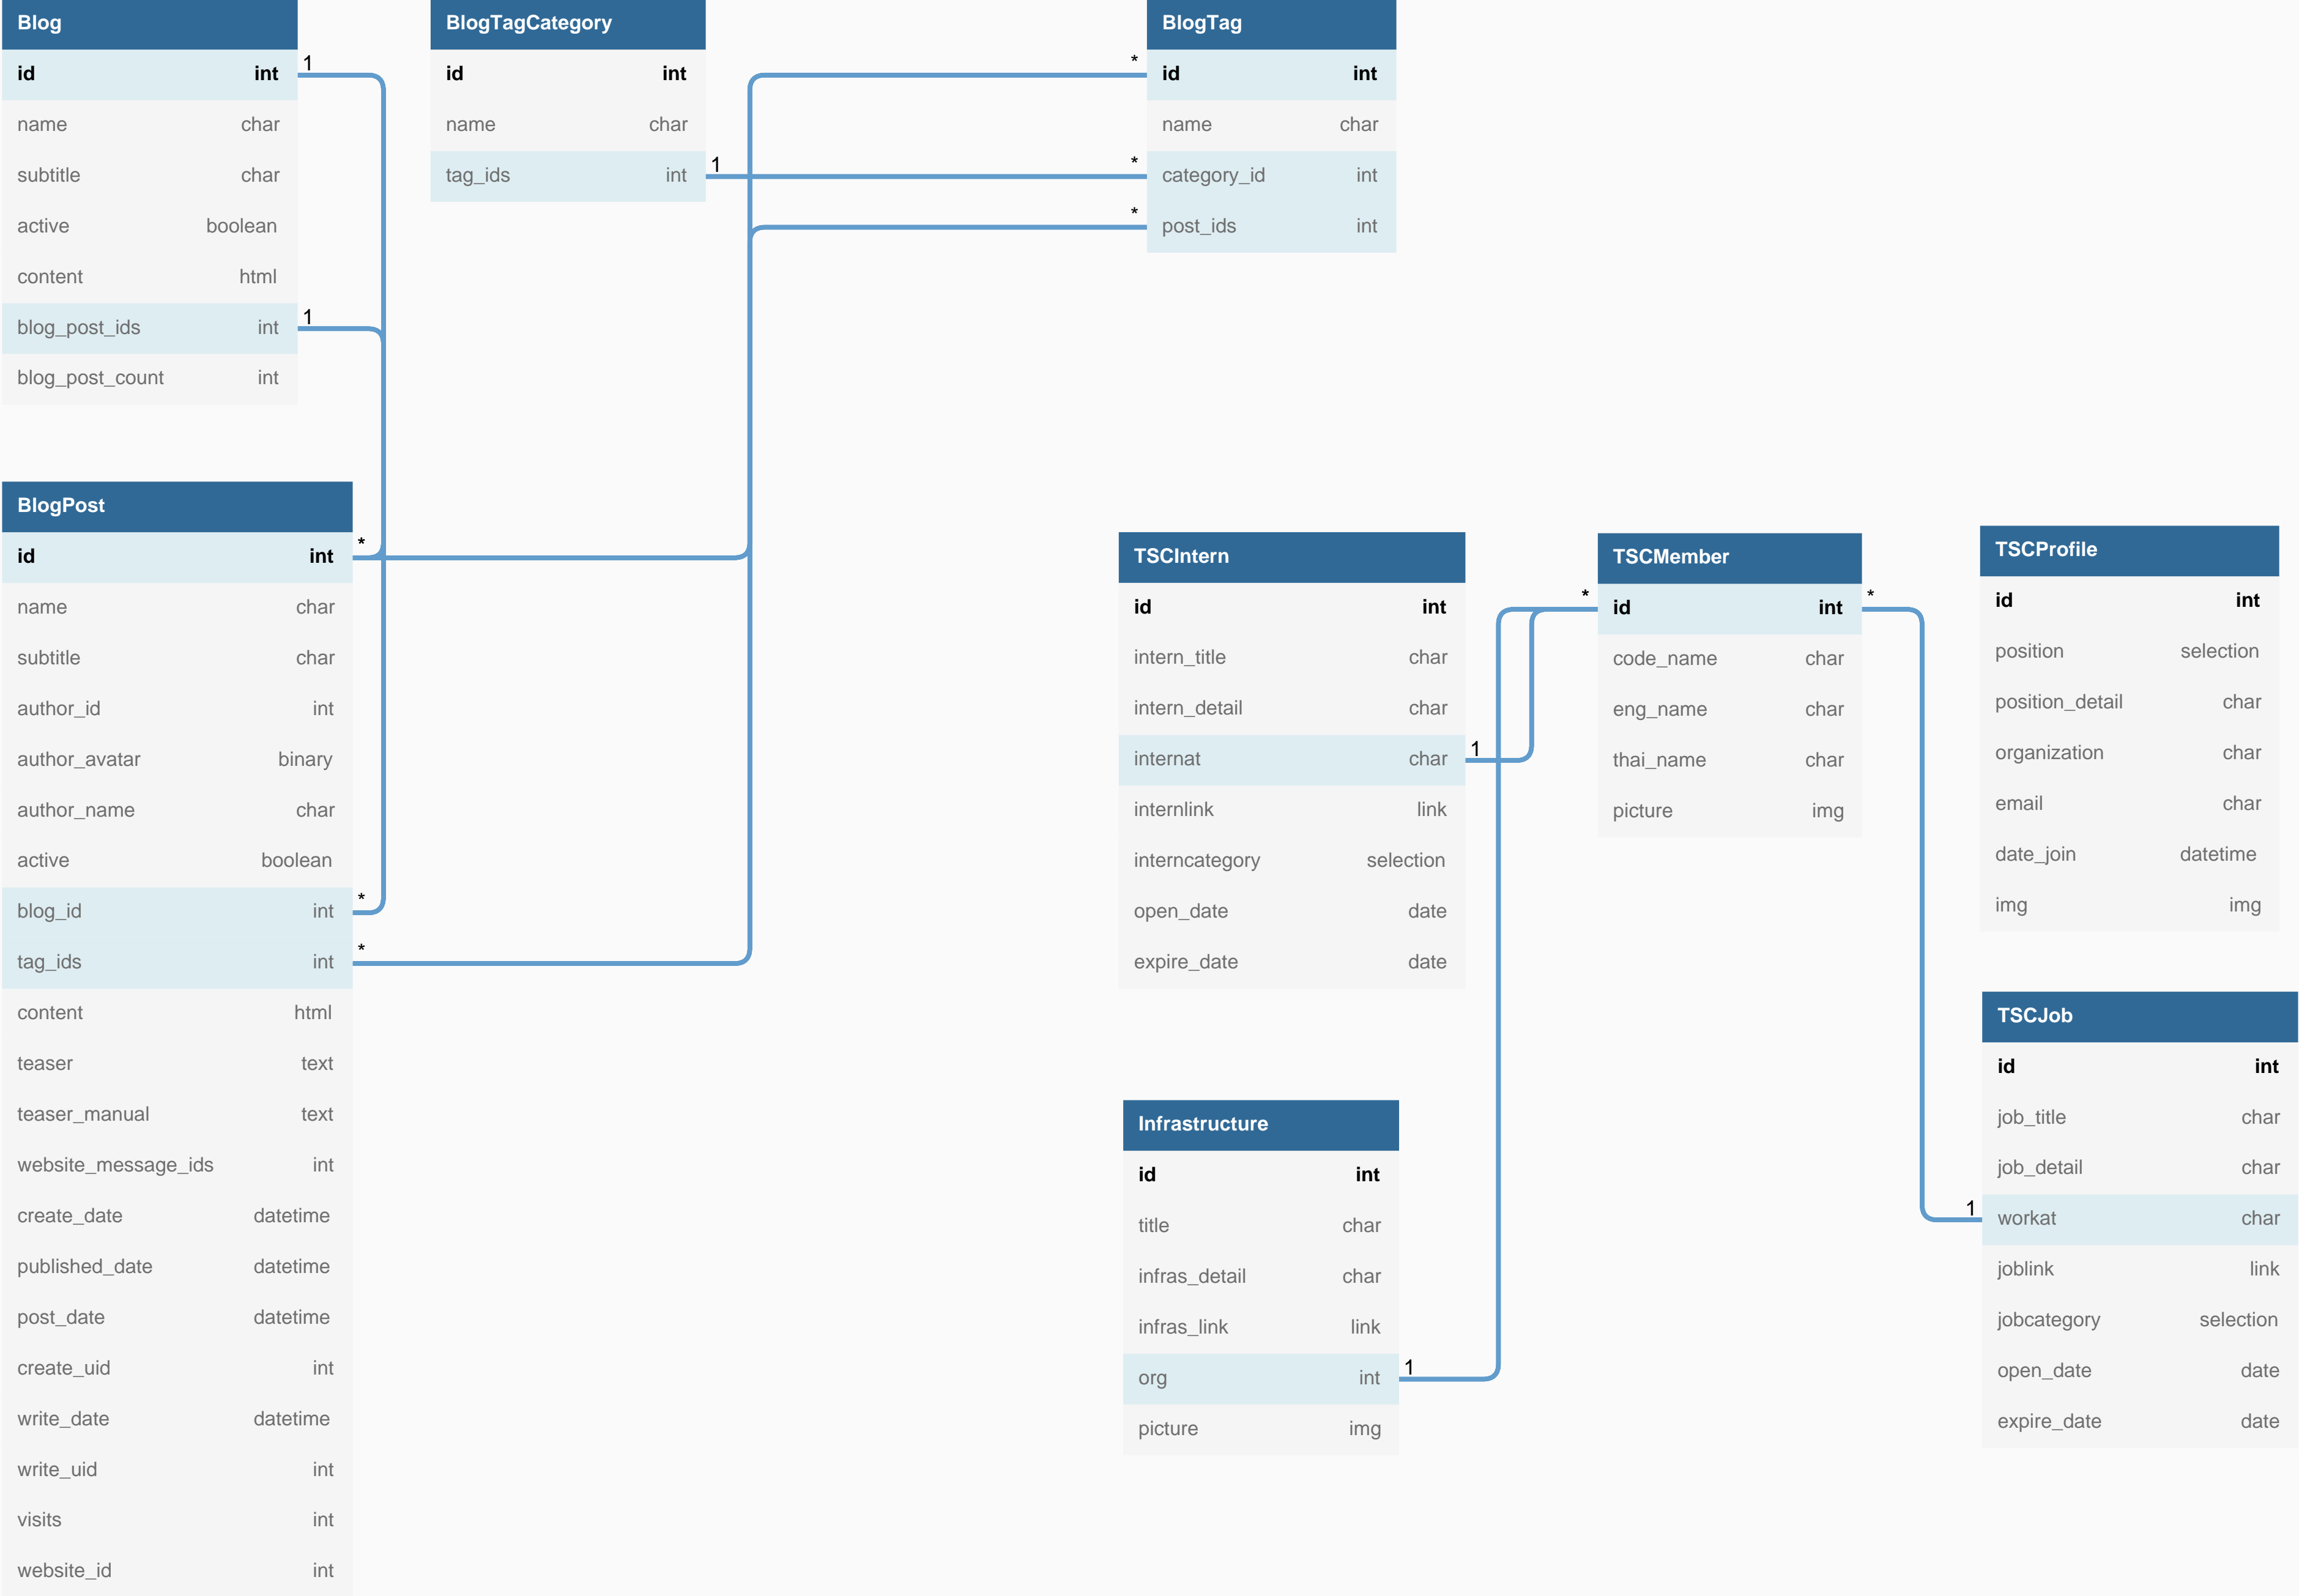 Blog
id int 1
name char
subtitle char
active boolean
content html
blog_post_ids int 1
blog_post_count int
BlogTagCategory
id int
name char
tag_ids int 1
BlogTag
* id int
name char
* category_id int
* post_ids int
BlogPost
id int *
name char
subtitle char
author_id int
author_avatar binary
author_name char
active boolean
blog_id int *
tag_ids int *
content html
teaser text
teaser_manual text
website_message_ids int
create_date datetime
published_date datetime
post_date datetime
create_uid int
write_date datetime
write_uid int
visits int
website_id int
TSCIntern
id int
intern_title char
intern_detail char
internat char 1
internlink link
interncategory selection
open_date date
expire_date date
TSCMember
* id int *
code_name char
eng_name char
thai_name char
picture img
TSCProfile
id int
position selection
position_detail char
organization char
email char
date_join datetime
img img
Infrastructure
id int
title char
infras_detail char
infras_link link
org int 1
picture img
TSCJob
id int
job_title char
job_detail char
1 workat char
joblink link
jobcategory selection
open_date date
expire_date date